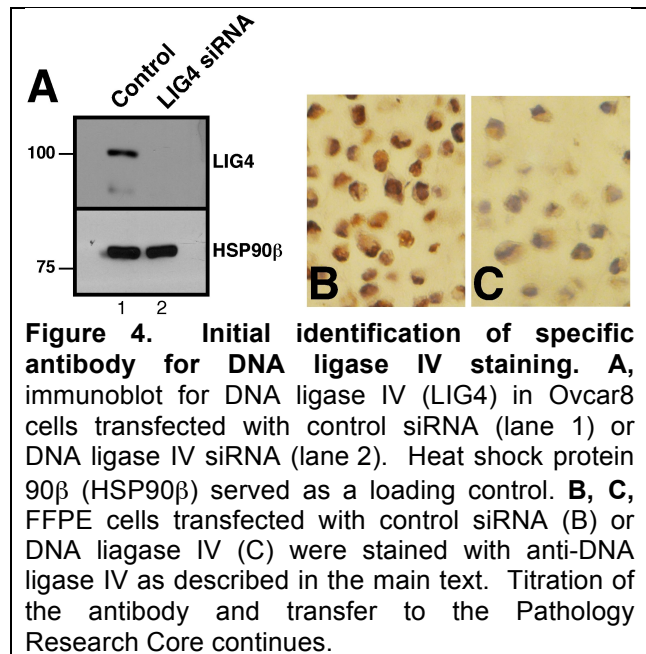 A
Control
LIG4 siRNA
100
LIG4
HSP90β
75
1 2
B
C
Figure 4. Initial identification of specific
antibody for DNA ligase IV staining. A,
immunoblot for DNA ligase IV (LIG4) in Ovcar8
cells transfected with control siRNA (lane 1) or
DNA ligase IV siRNA (lane 2). Heat shock protein
90β (HSP90β) served as a loading control. B, C,
FFPE cells transfected with control siRNA (B) or
DNA liagase IV (C) were stained with anti-DNA
ligase IV as described in the main text. Titration of
the antibody and transfer to the Pathology
Research Core continues.